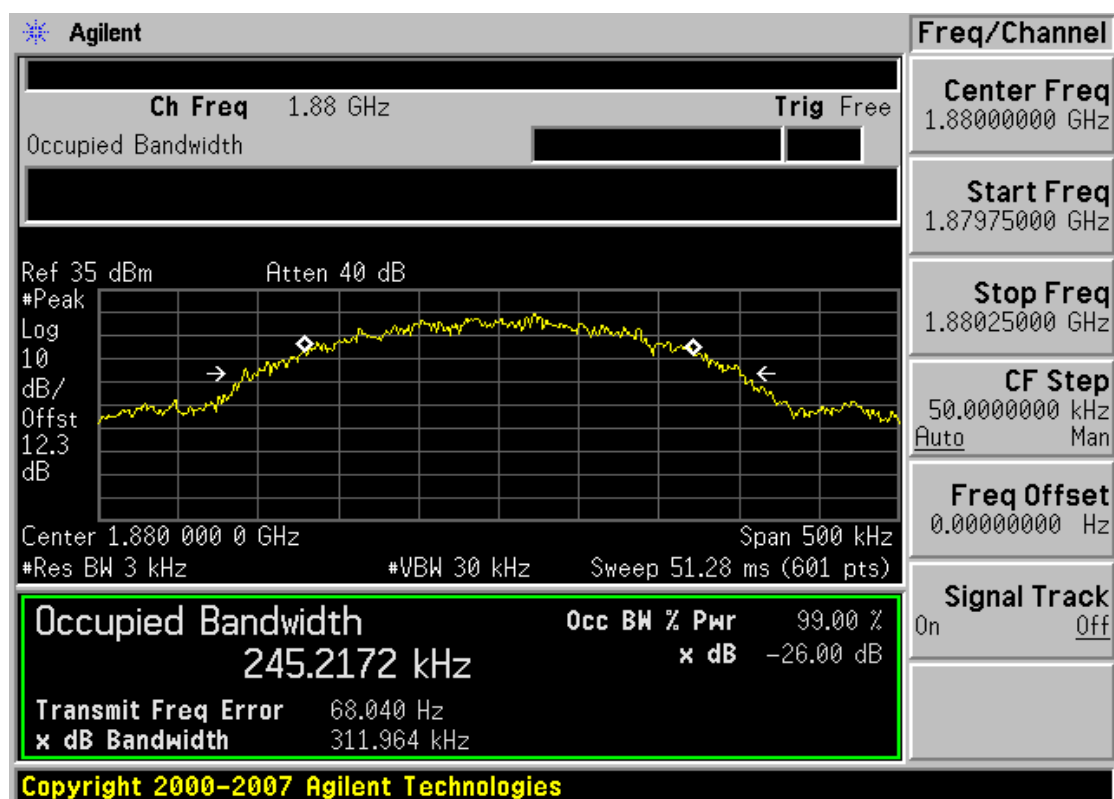 Agilent
Freq/Channel
Ch Freq 1.88 GHz Trig Free
Occupied Bandwidth
Center Freq
1.88000000 GHz
Start Freq
1.87975000 GHz
Stop Freq
1.88025000 GHz
CF Step
50.0000000 kHz
Auto Man
Freq Offset
0.00000000 Hz
Signal Track
On Off
Ref 35 dBm Atten 40 dB
#Peak
Log
10
dB/
Offst
12.3
dB
Center 1.880 000 0 GHz Span 500 kHz
#Res BW 3 kHz #VBW 30 kHz Sweep 51.28 ms (601 pts)
Occupied Bandwidth
245.2172 kHz
Occ BW % Pwr 99.00 %
x dB -26.00 dB
Transmit Freq Error 68.040 Hz
x dB Bandwidth 311.964 kHz
Copyright 2000-2007 Agilent Technologies